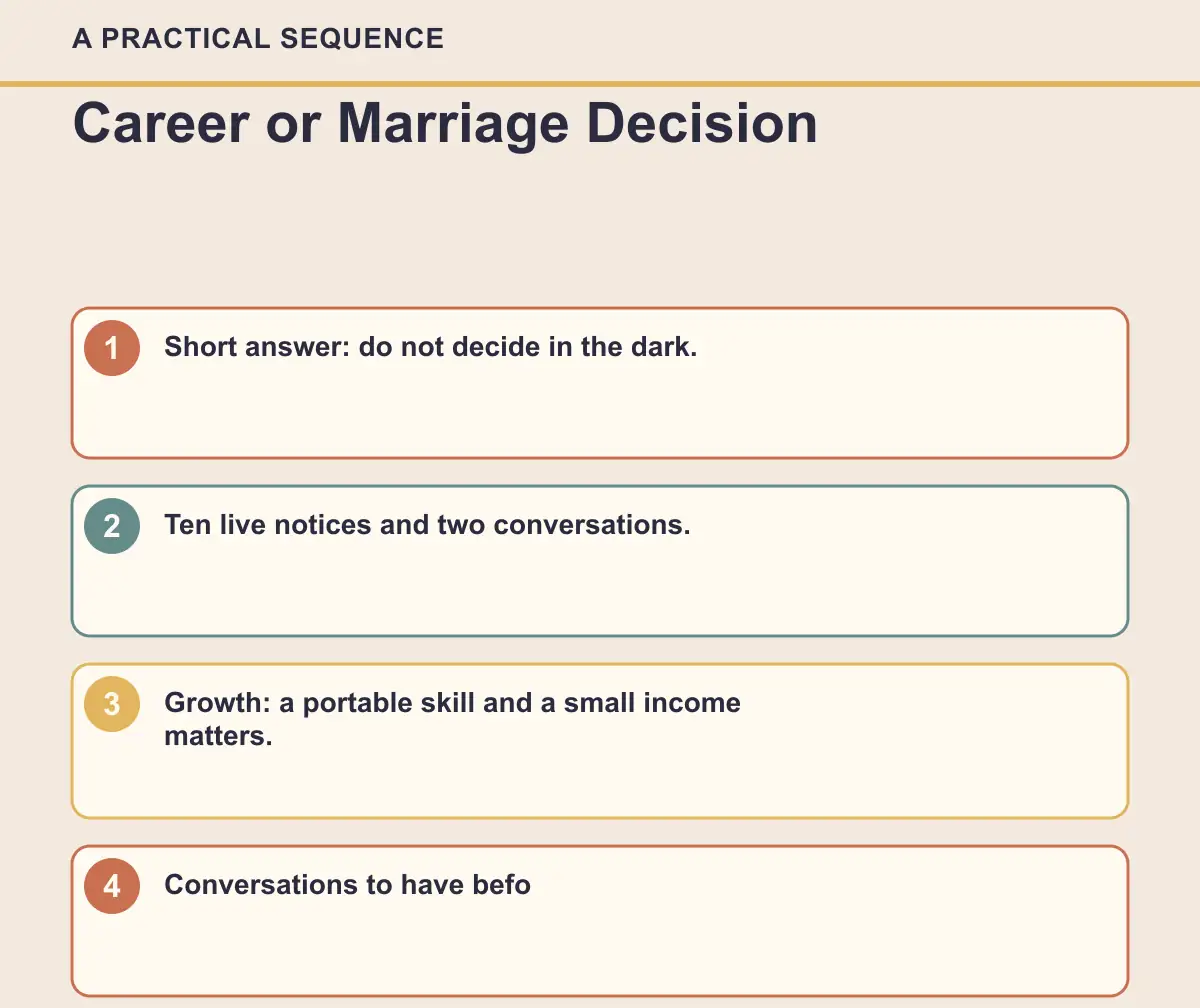 A PRACTICAL SEQUENCE
Career or Marriage Decision
1
Short answer: do not decide in the dark.
2
Ten live notices and two conversations.
3
Growth: a portable skill and a small income
matters.
4
Conversations to have befo